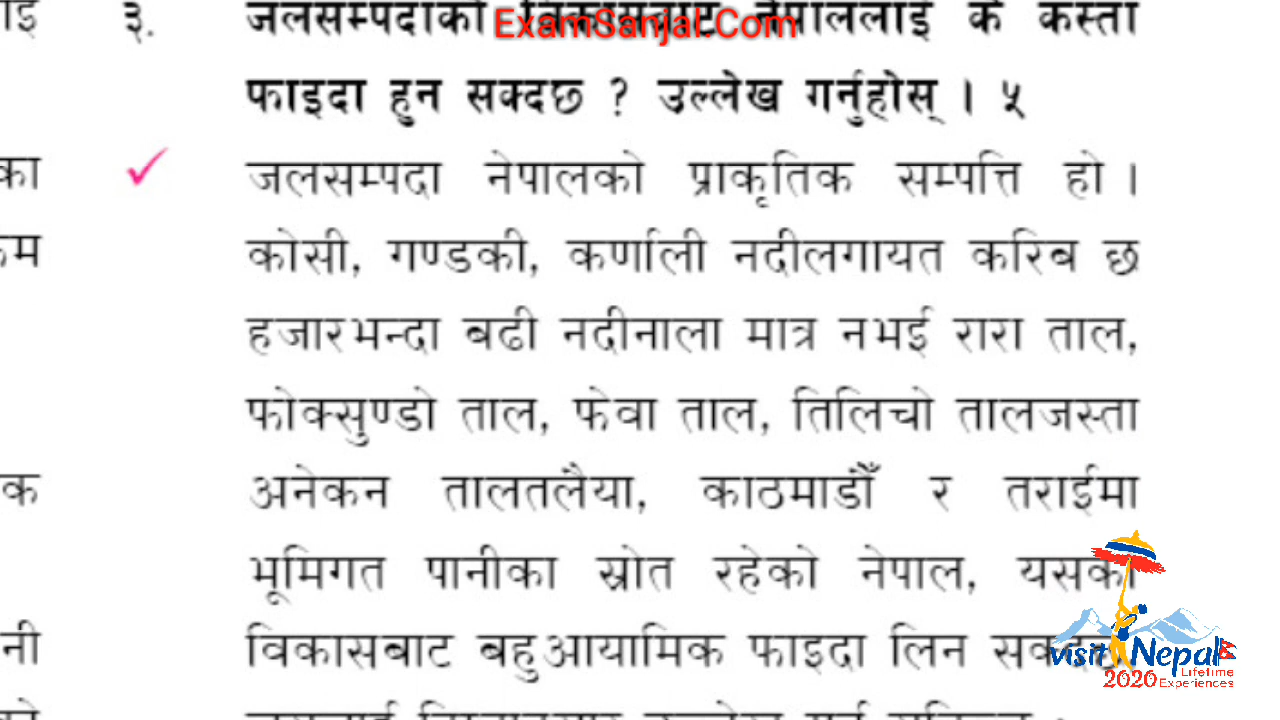 ाइ ३. जलसम्पदाको विकासबाट नेपाललाई के कस्ता
ExamSanjal.Com
फाइदा हुन सक्दछ ? उल्लेख गर्नुहोस् । ५
का जलसम्पदा नेपालको प्राकृतिक सम्पत्ति हो ।
कोसी, गण्डकी, कर्णाली नदीलगायत करिब छ
हजारभन्दा बढी नदीनाला मात्र नभई रारा ताल,
फोक्सुण्डो ताल, फेवा ताल, तिलिचो तालजस्ता
क अनेकन तालतलैया, काठमाडौँ र तराईमा
भूमिगत पानीका स्रोत रहेको नेपाल, यसको
नी विकासबाट बहुआयामिक फाइदा लिन सक्दछ
visit Nepal
2020 Lifetime Experiences